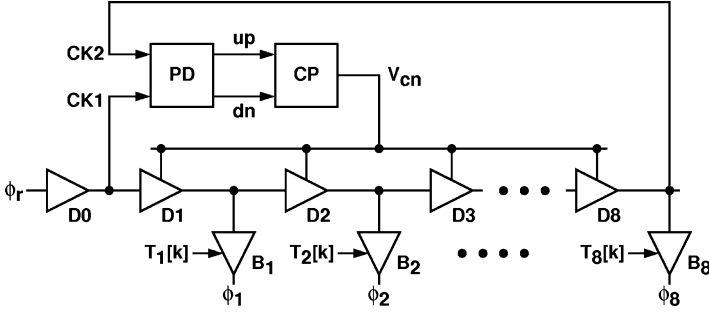 CK2
up
PD
CP
V_cn
CK1
dn
ϕ_r
D0
D1
D2
D3
D8
T_1[k]
B_1
T_2[k]
B_2
T_8[k]
B_8
ϕ_1
ϕ_2
ϕ_8